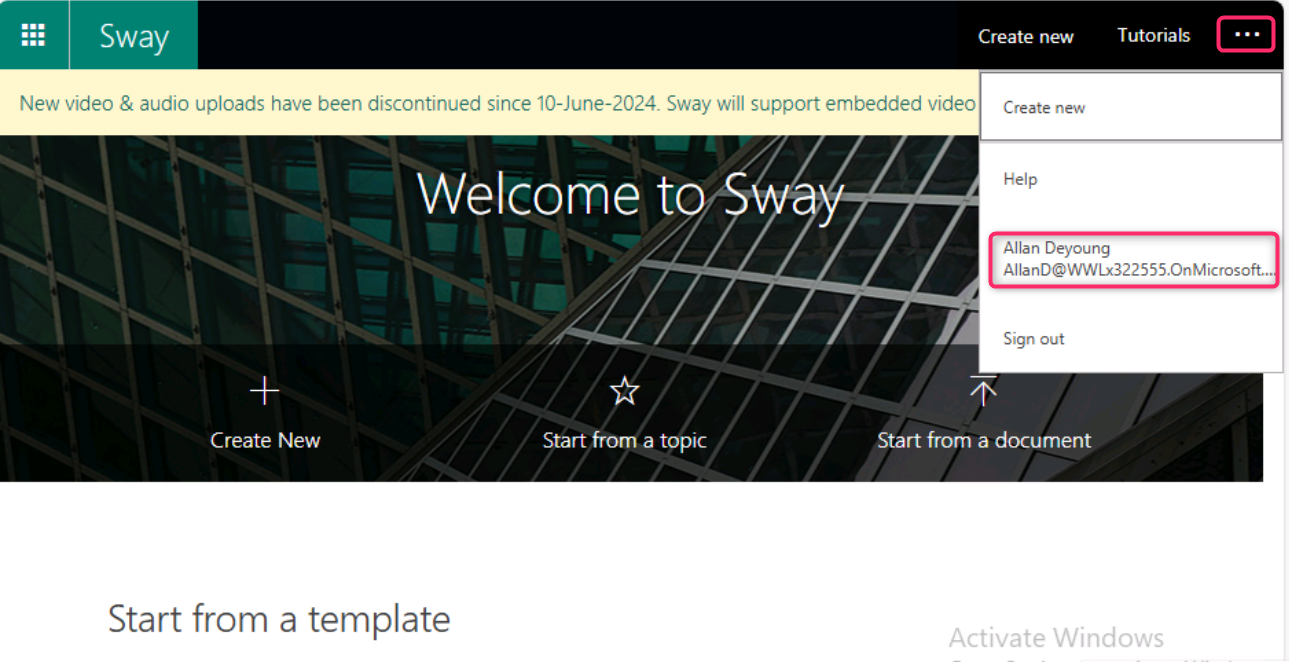 Sway
Create new
Tutorials
New video & audio uploads have been discontinued since 10-June-2024. Sway will support embedded video
Create new
Help
Allan Deyoung
AllanD@WWLx322555.OnMicrosoft....
Sign out
Welcome to Sway
Create New
Start from a topic
Start from a document
Start from a template
Activate Windows